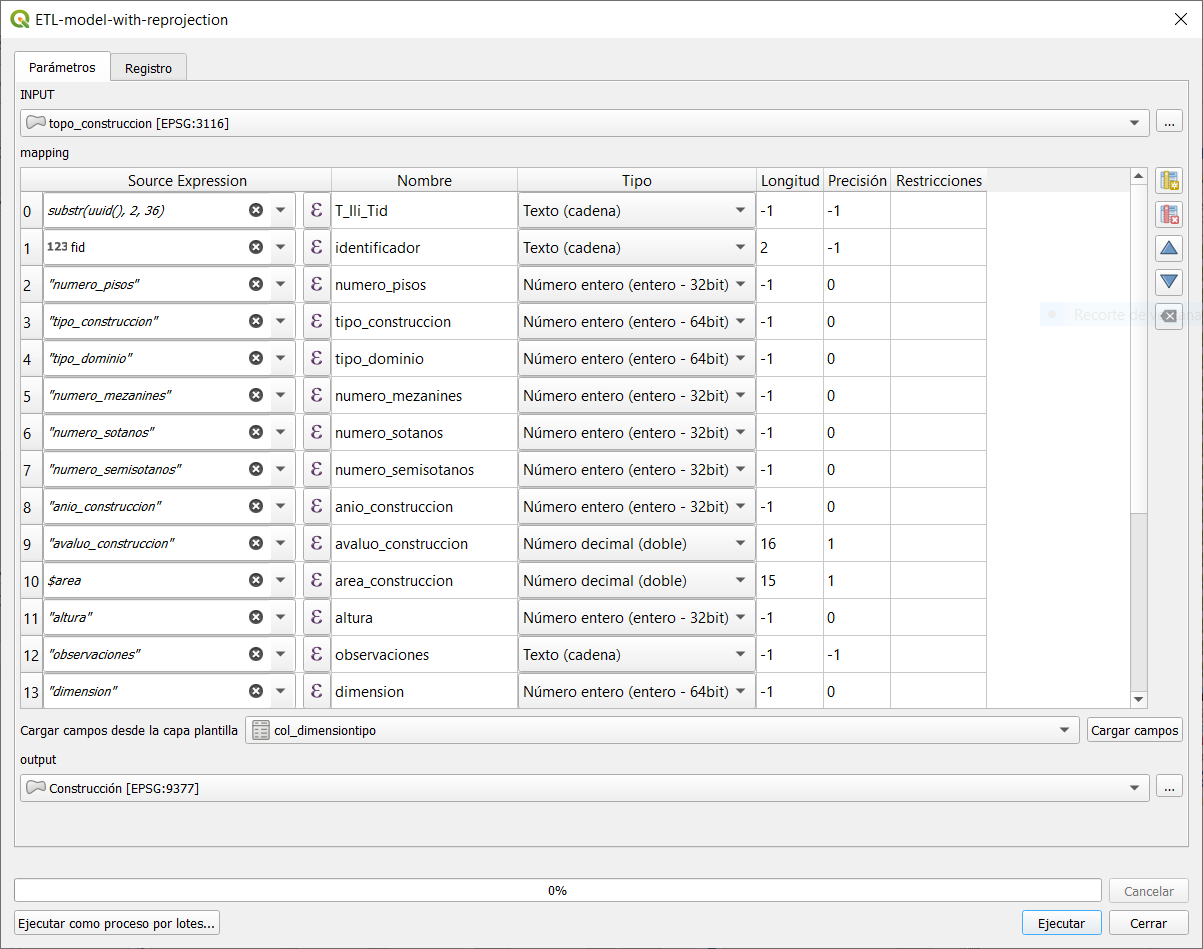 ETL-model-with-reprojection
Parámetros Registro
INPUT
topo_construccion [EPSG:3116] ...
mapping
Source Expression Nombre Tipo Longitud Precisión Restricciones
0 substr(uuid(), 2, 36) ε T_Ili_Tid Texto (cadena) -1 -1
1 123 fid ε identificador Texto (cadena) 2 -1
2 "numero_pisos" ε numero_pisos Número entero (entero - 32bit) -1 0
3 "tipo_construccion" ε tipo_construccion Número entero (entero - 64bit) -1 0
4 "tipo_dominio" ε tipo_dominio Número entero (entero - 64bit) -1 0
5 "numero_mezanines" ε numero_mezanines Número entero (entero - 32bit) -1 0
6 "numero_sotanos" ε numero_sotanos Número entero (entero - 32bit) -1 0
7 "numero_semisotanos" ε numero_semisotanos Número entero (entero - 32bit) -1 0
8 "anio_construccion" ε anio_construccion Número entero (entero - 32bit) -1 0
9 "avaluo_construccion" ε avaluo_construccion Número decimal (doble) 16 1
10 $area ε area_construccion Número decimal (doble) 15 1
11 "altura" ε altura Número entero (entero - 32bit) -1 0
12 "observaciones" ε observaciones Texto (cadena) -1 -1
13 "dimension" ε dimension Número entero (entero - 64bit) -1 0
Recorte de
Cargar campos desde la capa plantilla col_dimensiontipo Cargar campos
output
Construcción [EPSG:9377] ...
0% Cancelar
Ejecutar como proceso por lotes... Ejecutar Cerrar